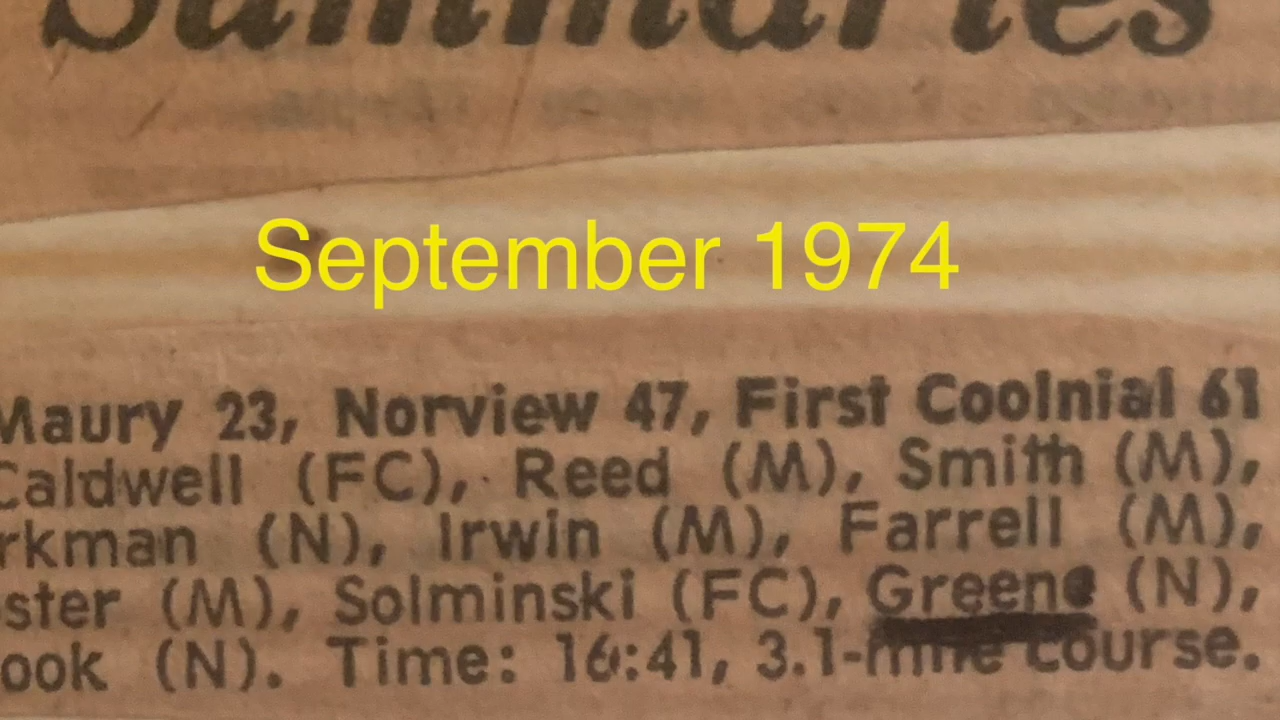 Summaries
September 1974
Maury 23, Norview 47, First Coolnial 61
Caldwell (FC), Reed (M), Smith (M),
rkman (N), Irwin (M), Farrell (M),
ster (M), Solminski (FC), Greene (N),
ook (N). Time: 16:41, 3.1-mile course.